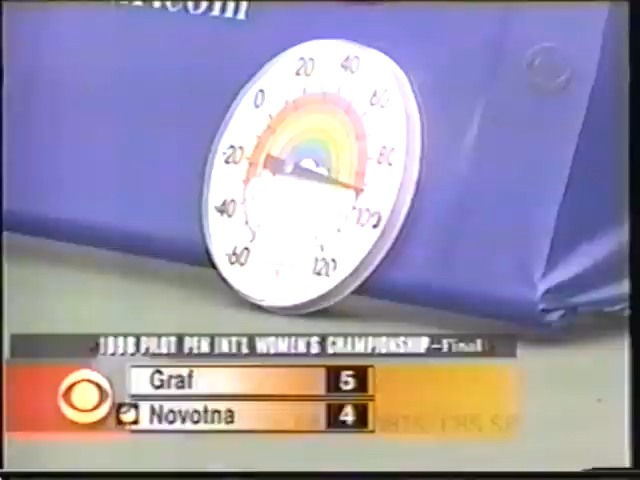 .com
20 40
0 60
-20 80
-40 100
-60 120
1998 PILOT PEN INT'L WOMEN'S CHAMPIONSHIP-Final
Graf 5
Novotna 4